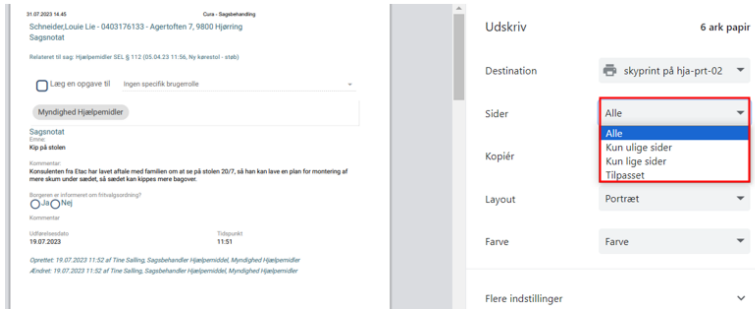 31.07.2023 14.45
Cura - Sagsbehandling
Schneider,Louie Lie - 0403176133 - Agertoften 7, 9800 Hjørring
Sagsnotat
Relateret til sag: Hjælpemidler SEL § 112 (05.04.23 11:56, Ny kørestol - støb)
Læg en opgave til
Ingen specifik brugerrolle
Myndighed Hjælpemidler
Sagsnotat
Emne:
Kip på stolen
Kommentar:
Konsulenten fra Etac har lavet aftale med familien om at se på stolen 20/7, så han kan lave en plan for montering af
mere skum under sædet, så sædet kan kippes mere bagover.
Borgeren er informeret om fritvalgsordning?
Ja Nej
Kommentar
Udførelsesdato
Tidspunkt
19.07.2023
11:51
Oprettet: 19.07.2023 11:52 af Tine Salling, Sagsbehandler Hjælpemiddel, Myndighed Hjælpemidler
Ændret: 19.07.2023 11:52 af Tine Salling, Sagsbehandler Hjælpemiddel, Myndighed Hjælpemidler
Udskriv
6 ark papir
Destination
skyprint på hja-prt-02
Sider
Alle
Alle
Kun ulige sider
Kun lige sider
Tilpasset
Kopiér
Layout
Portræt
Farve
Farve
Flere indstillinger